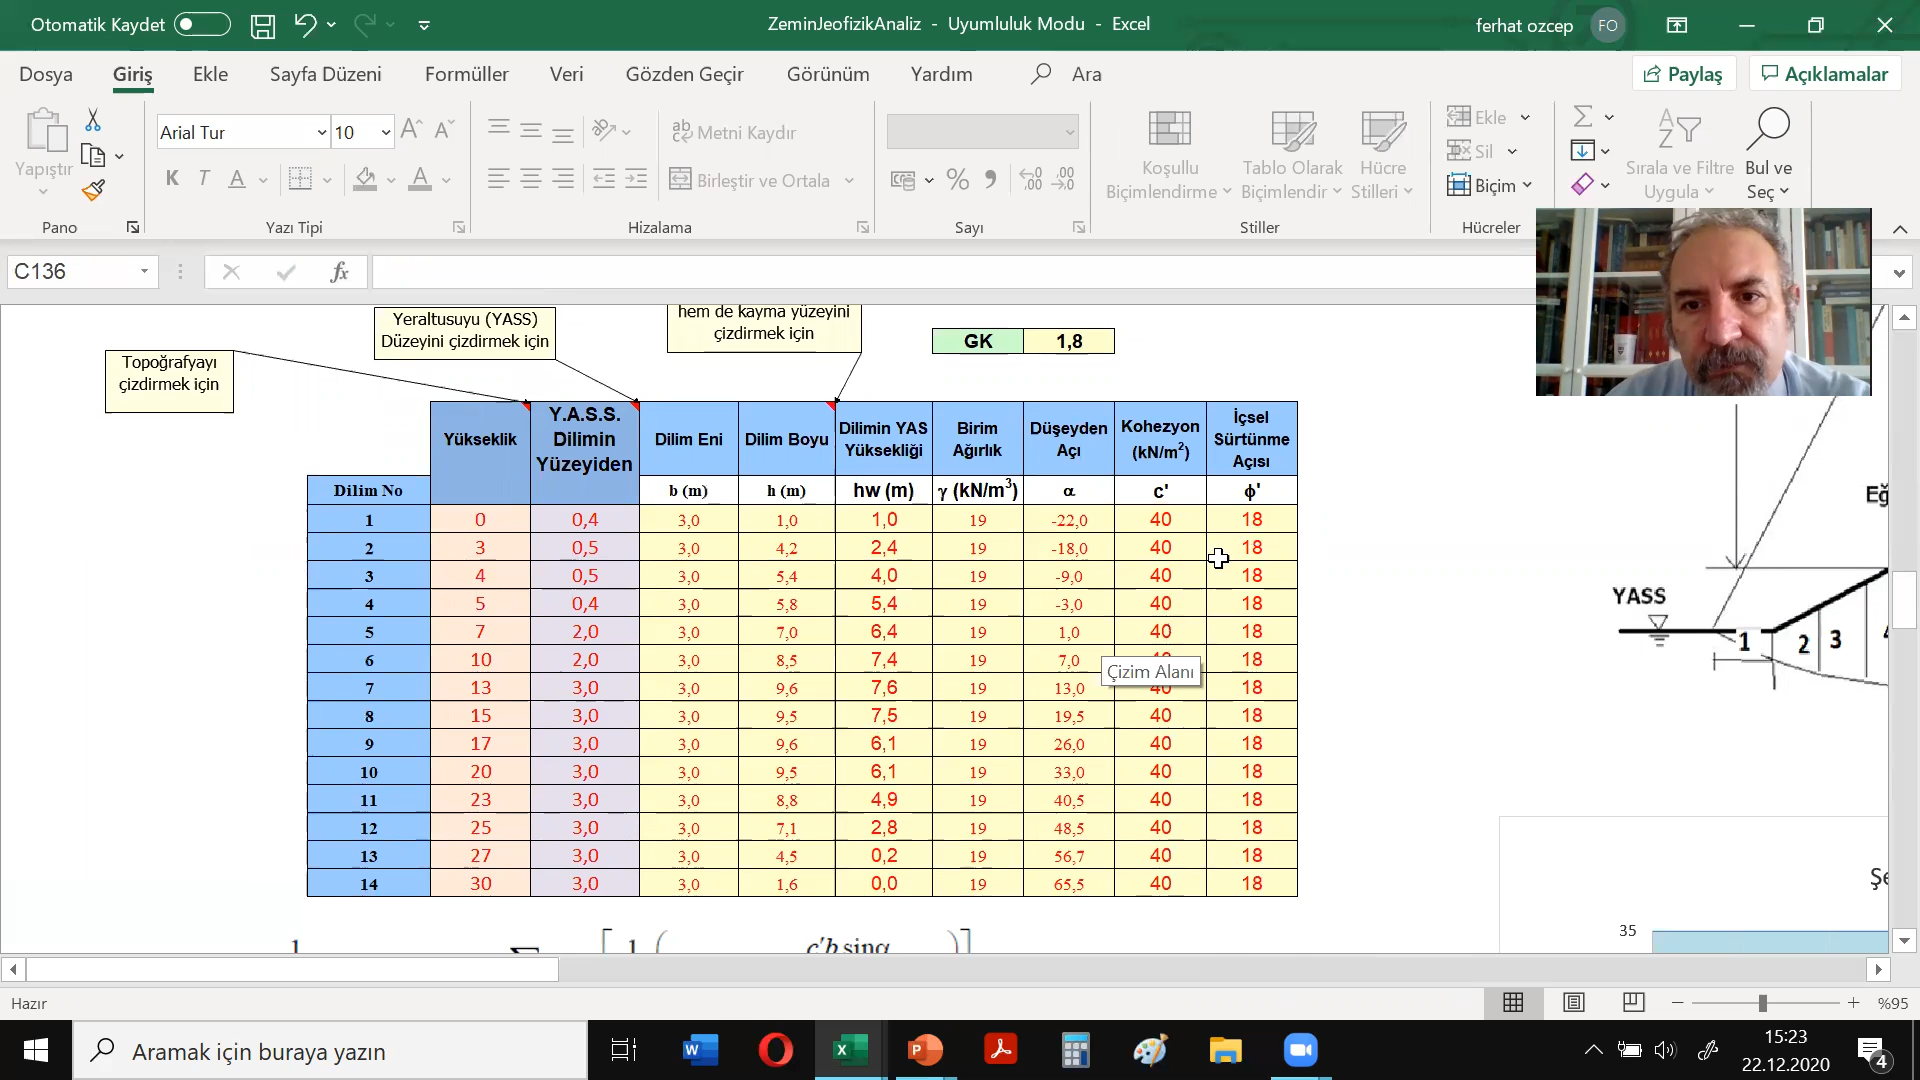 Otomatik Kaydet
ZeminJeofizikAnaliz - Uyumluluk Modu - Excel
ferhat ozcep
FO
Dosya Giriş Ekle Sayfa Düzeni Formüller Veri Gözden Geçir Görünüm Yardım Ara
Paylaş Açıklamalar
Yapıştır
Arial Tur 10
K T A
Metni Kaydır
Birleştir ve Ortala
Koşullu Biçimlendirme
Tablo Olarak Biçimlendir
Hücre Stilleri
Ekle
Sil
Biçim
Sırala ve Filtre Uygula
Bul ve Seç
Pano Yazı Tipi Hizalama Sayı Stiller Hücreler
C136
fx
Topoğrafyayı
çizdirmek için
Yeraltusuyu (YASS)
Düzeyini çizdirmek için
hem de kayma yüzeyini
çizdirmek için
GK 1,8
Dilim No
Yükseklik
Y.A.S.S. Dilimin Yüzeyiden
Dilim Eni
Dilim Boyu
Dilimin YAS Yüksekliği
Birim Ağırlık
Düşeyden Açı
Kohezyon (kN/m²)
İçsel Sürtünme Açısı
b (m) h (m) hw (m) γ (kN/m³) α c' ϕ'
1 0 0,4 3,0 1,0 1,0 19 -22,0 40 18
2 3 0,5 3,0 4,2 2,4 19 -18,0 40 18
3 4 0,5 3,0 5,4 4,0 19 -9,0 40 18
4 5 0,4 3,0 5,8 5,4 19 -3,0 40 18
5 7 2,0 3,0 7,0 6,4 19 1,0 40 18
6 10 2,0 3,0 8,5 7,4 19 7,0 18
7 13 3,0 3,0 9,6 7,6 19 13,0 40 18
8 15 3,0 3,0 9,5 7,5 19 19,5 40 18
9 17 3,0 3,0 9,6 6,1 19 26,0 40 18
10 20 3,0 3,0 9,5 6,1 19 33,0 40 18
11 23 3,0 3,0 8,8 4,9 19 40,5 40 18
12 25 3,0 3,0 7,1 2,8 19 48,5 40 18
13 27 3,0 3,0 4,5 0,2 19 56,7 40 18
14 30 3,0 3,0 1,6 0,0 19 65,5 40 18
Çizim Alanı
Eğ
YASS
1 2 3
Şe
35
1 Σ [ 1 ( c'b sinα )]
Hazır
%95
Aramak için buraya yazın
15:23
22.12.2020
4